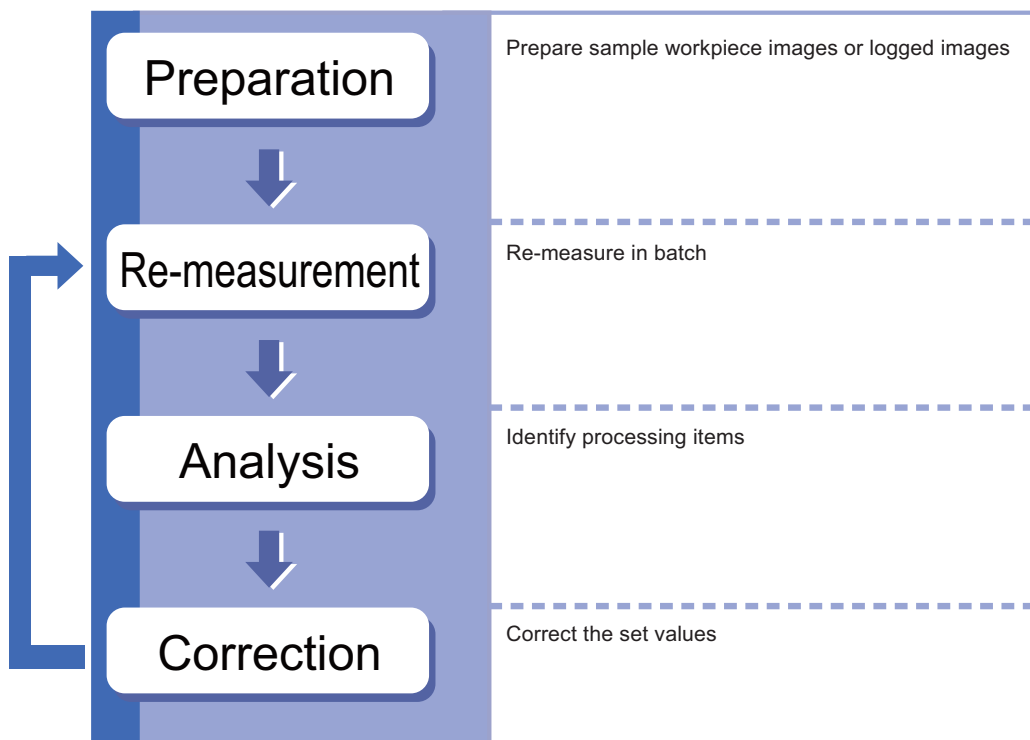 Preparation
Prepare sample workpiece images or logged images
Re-measurement
Re-measure in batch
Analysis
Identify processing items
Correction
Correct the set values